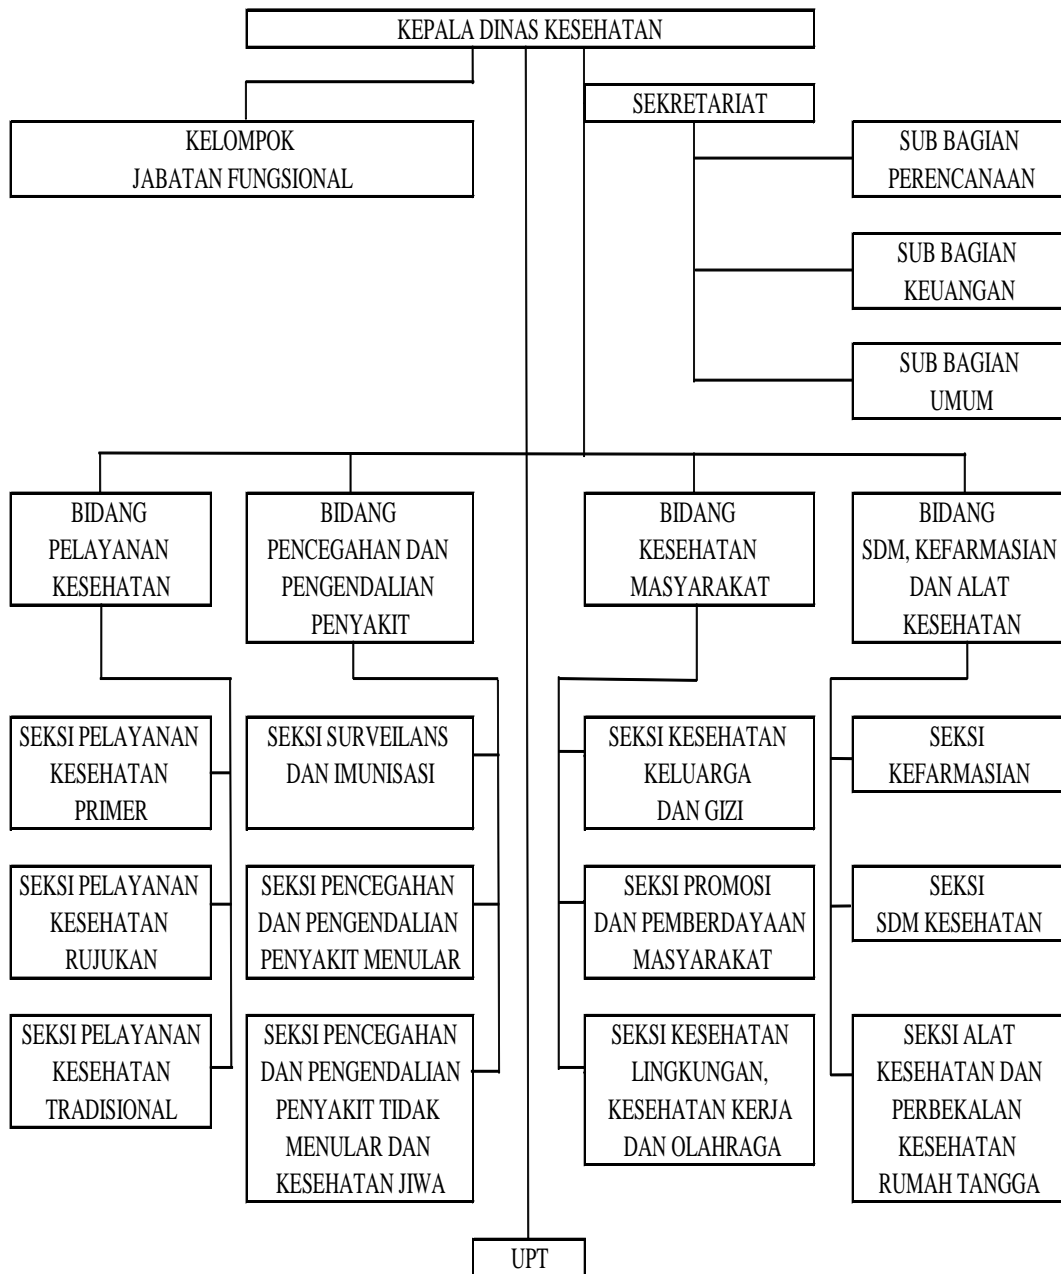 KEPALA DINAS KESEHATAN
SEKRETARIAT
KELOMPOK
JABATAN FUNGSIONAL
SUB BAGIAN
PERENCANAAN
SUB BAGIAN
KEUANGAN
SUB BAGIAN
UMUM
BIDANG
PELAYANAN
KESEHATAN
BIDANG
PENCEGAHAN DAN
PENGENDALIAN
PENYAKIT
BIDANG
KESEHATAN
MASYARAKAT
BIDANG
SDM, KEFARMASIAN
DAN ALAT
KESEHATAN
SEKSI PELAYANAN
KESEHATAN
PRIMER
SEKSI SURVEILANS
DAN IMUNISASI
SEKSI KESEHATAN
KELUARGA
DAN GIZI
SEKSI
KEFARMASIAN
SEKSI PELAYANAN
KESEHATAN
RUJUKAN
SEKSI PENCEGAHAN
DAN PENGENDALIAN
PENYAKIT MENULAR
SEKSI PROMOSI
DAN PEMBERDAYAAN
MASYARAKAT
SEKSI
SDM KESEHATAN
SEKSI PELAYANAN
KESEHATAN
TRADISIONAL
SEKSI PENCEGAHAN
DAN PENGENDALIAN
PENYAKIT TIDAK
MENULAR DAN
KESEHATAN JIWA
SEKSI KESEHATAN
LINGKUNGAN,
KESEHATAN KERJA
DAN OLAHRAGA
SEKSI ALAT
KESEHATAN DAN
PERBEKALAN
KESEHATAN
RUMAH TANGGA
UPT